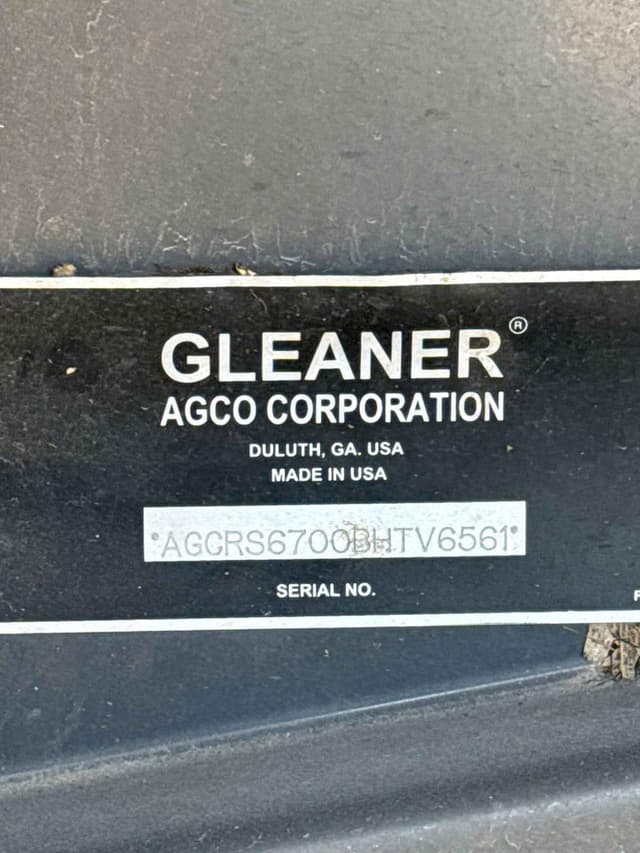 GLEANER®
AGCO CORPORATION
DULUTH, GA. USA
MADE IN USA
*AGCRS6700BHTV6561*
SERIAL NO.